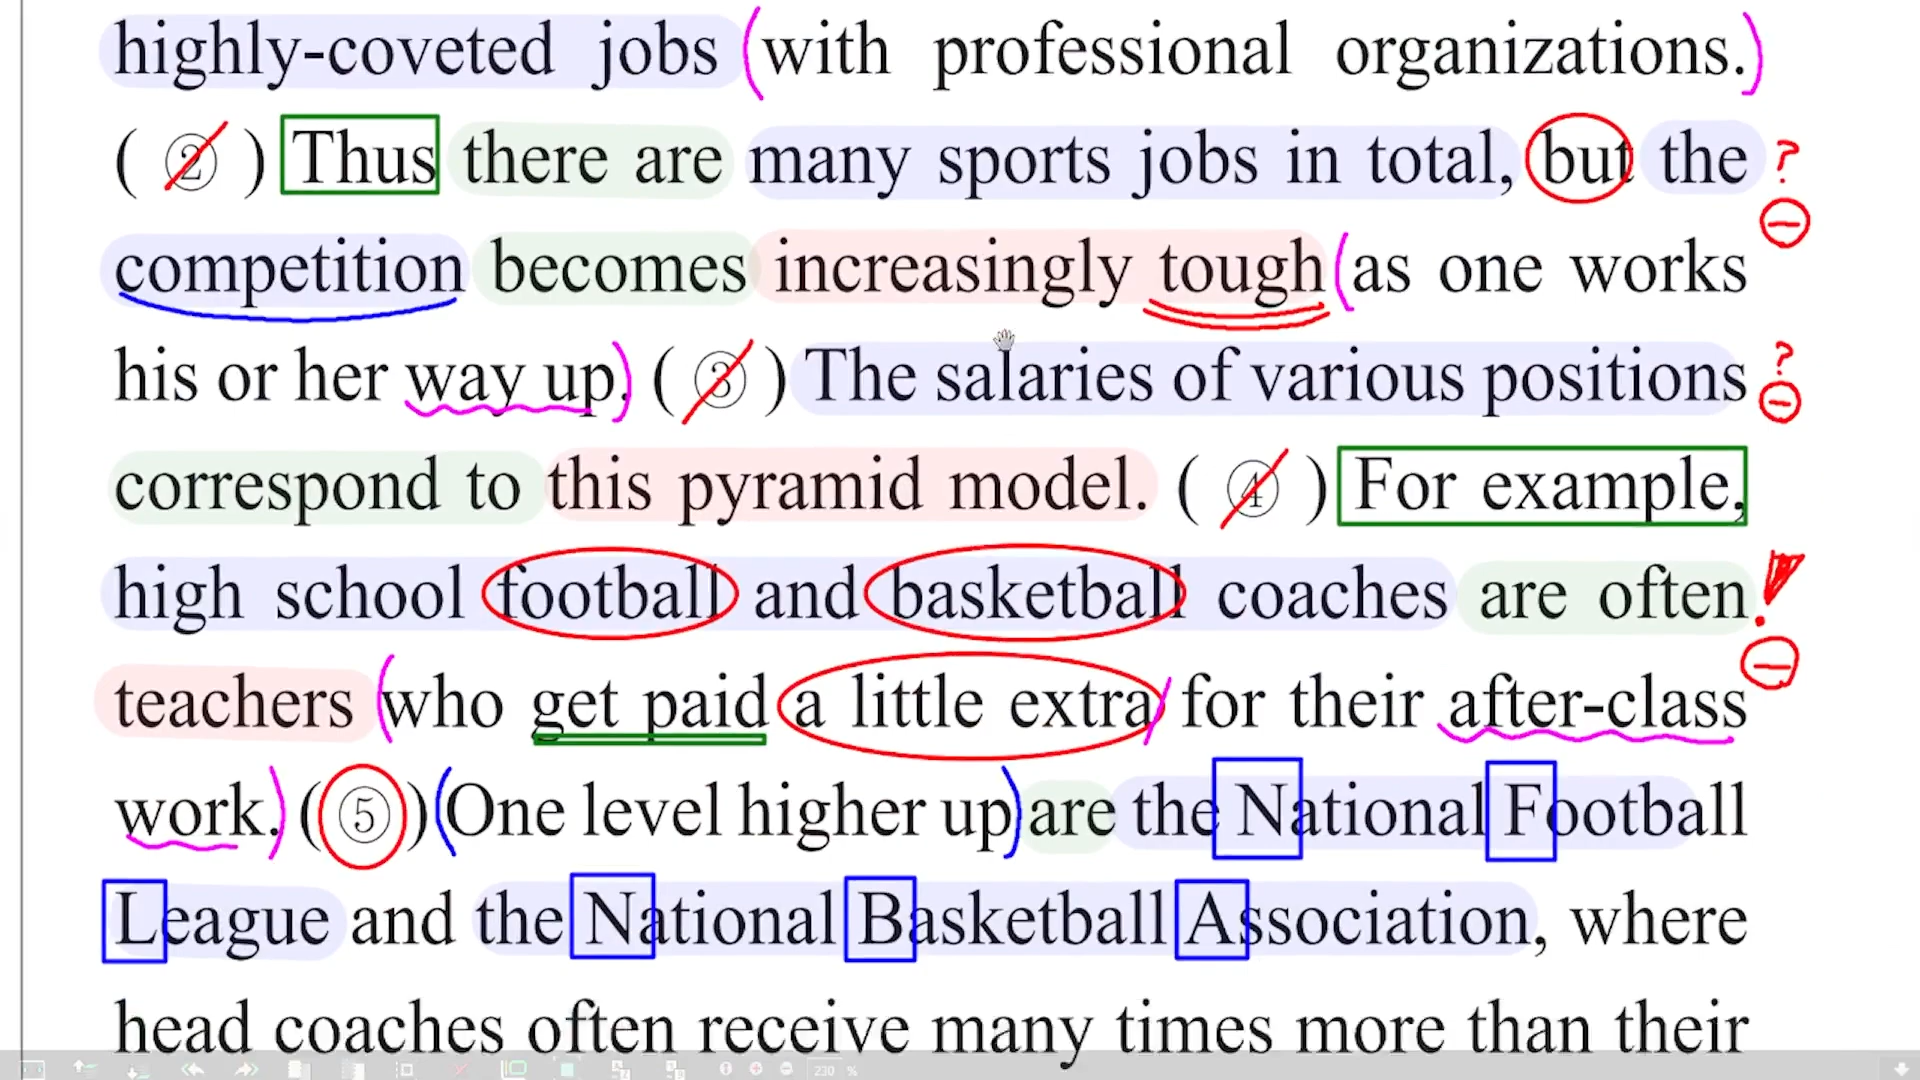 highly-coveted jobs (with professional organizations.)
( ② ) Thus there are many sports jobs in total, but the ?
competition becomes increasingly tough (as one works
his or her way up.) ( ③ ) The salaries of various positions ?
correspond to this pyramid model. ( ④ ) For example,
high school football and basketball coaches are often !
teachers (who get paid a little extra / for their after-class
work.) ( ⑤ ) (One level higher up) are the National Football
League and the National Basketball Association, where
head coaches often receive many times more than their
230 %